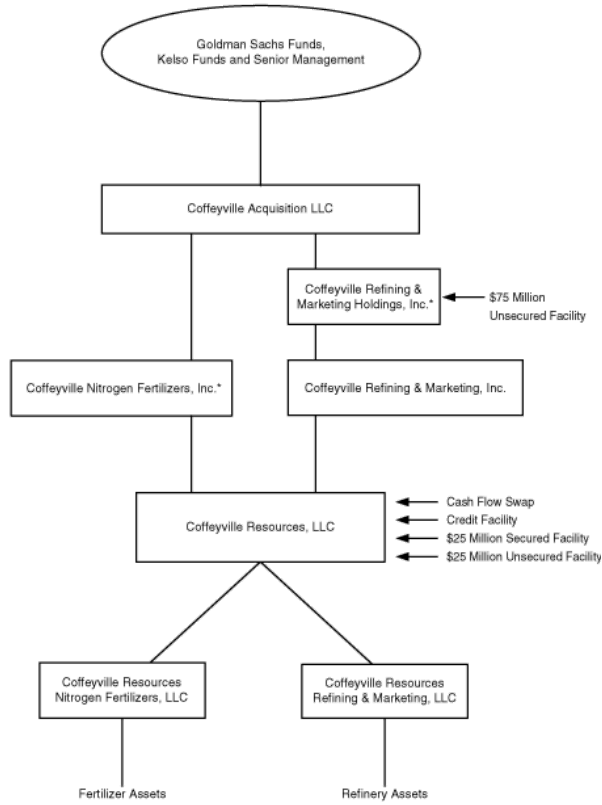 Goldman Sachs Funds,
Kelso Funds and Senior Management
Coffeyville Acquisition LLC
Coffeyville Refining &
Marketing Holdings, Inc.*
$75 Million
Unsecured Facility
Coffeyville Nitrogen Fertilizers, Inc.*
Coffeyville Refining & Marketing, Inc.
Coffeyville Resources, LLC
Cash Flow Swap
Credit Facility
$25 Million Secured Facility
$25 Million Unsecured Facility
Coffeyville Resources
Nitrogen Fertilizers, LLC
Coffeyville Resources
Refining & Marketing, LLC
Fertilizer Assets
Refinery Assets